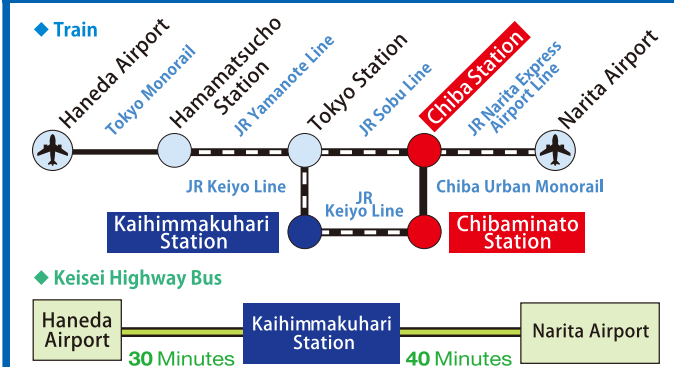 ◆ Train
Haneda Airport
Tokyo Monorail
Hamamatsucho
Station
JR Yamanote Line
Tokyo Station
JR Sobu Line
Chiba Station
JR Narita Express
Airport Line
Narita Airport
JR Keiyo Line
JR
Keiyo Line
Chiba Urban Monorail
Kaihimmakuhari
Station
Chibaminato
Station
◆ Keisei Highway Bus
Haneda
Airport
30 Minutes
Kaihimmakuhari
Station
40 Minutes
Narita Airport